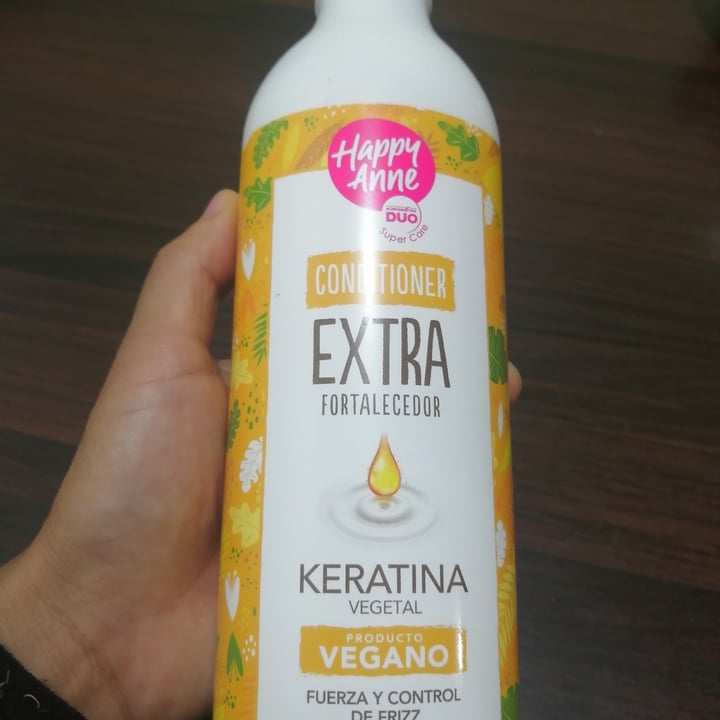 Happy
Anne
DUO
Super Care
CONDITIONER
EXTRA
FORTALECEDOR
KERATINA
VEGETAL
PRODUCTO
VEGANO
FUERZA Y CONTROL
DE FRIZZ